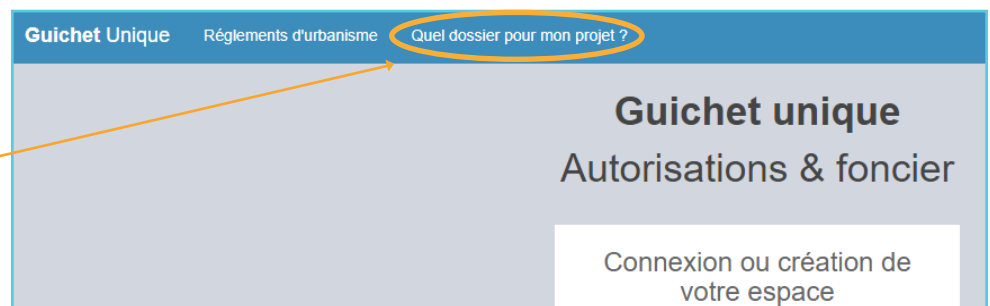 Guichet Unique Réglements d'urbanisme Quel dossier pour mon projet ?
Guichet unique
Autorisations & foncier
Connexion ou création de
votre espace